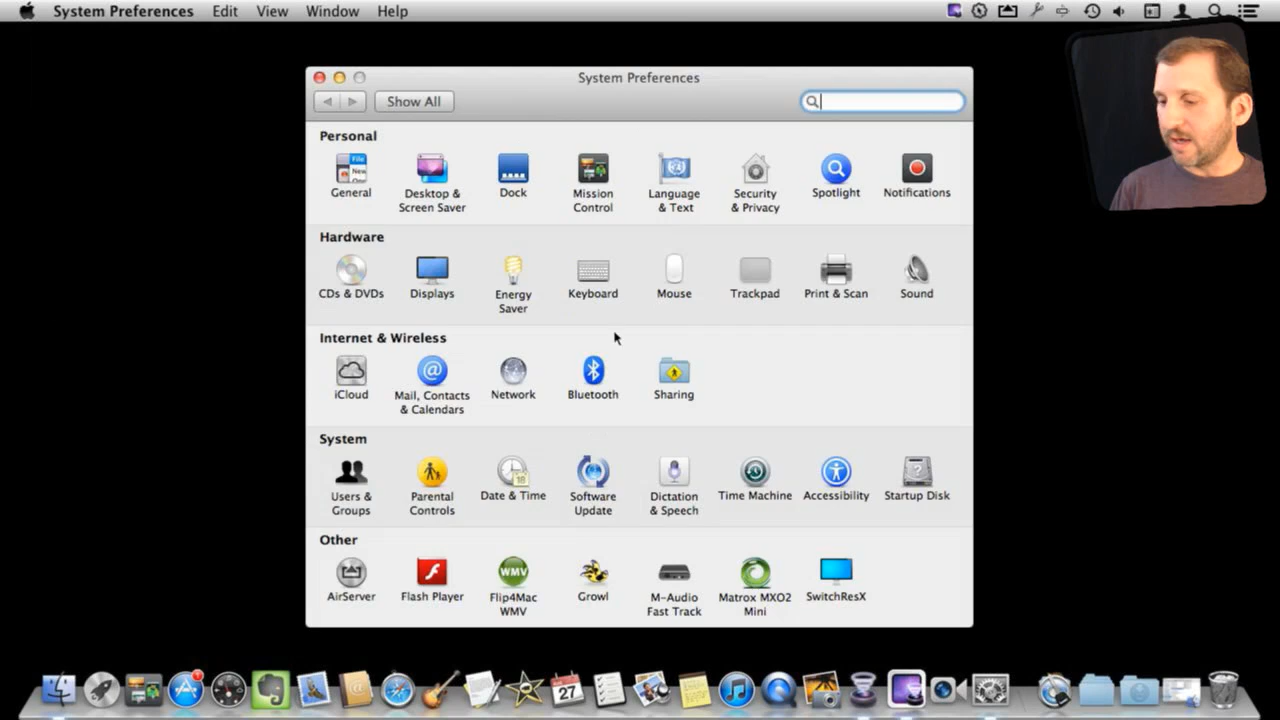 System Preferences Edit View Window Help
System Preferences
Show All
Personal
General
Desktop &
Screen Saver
Dock
Mission
Control
Language
& Text
Security
& Privacy
Spotlight
Notifications
Hardware
CDs & DVDs
Displays
Energy
Saver
Keyboard
Mouse
Trackpad
Print & Scan
Sound
Internet & Wireless
iCloud
Mail, Contacts
& Calendars
Network
Bluetooth
Sharing
System
Users &
Groups
Parental
Controls
Date & Time
Software
Update
Dictation
& Speech
Time Machine
Accessibility
Startup Disk
Other
AirServer
Flash Player
WMV
Flip4Mac
WMV
Growl
M-Audio
Fast Track
Matrox MXO2
Mini
SwitchResX
27